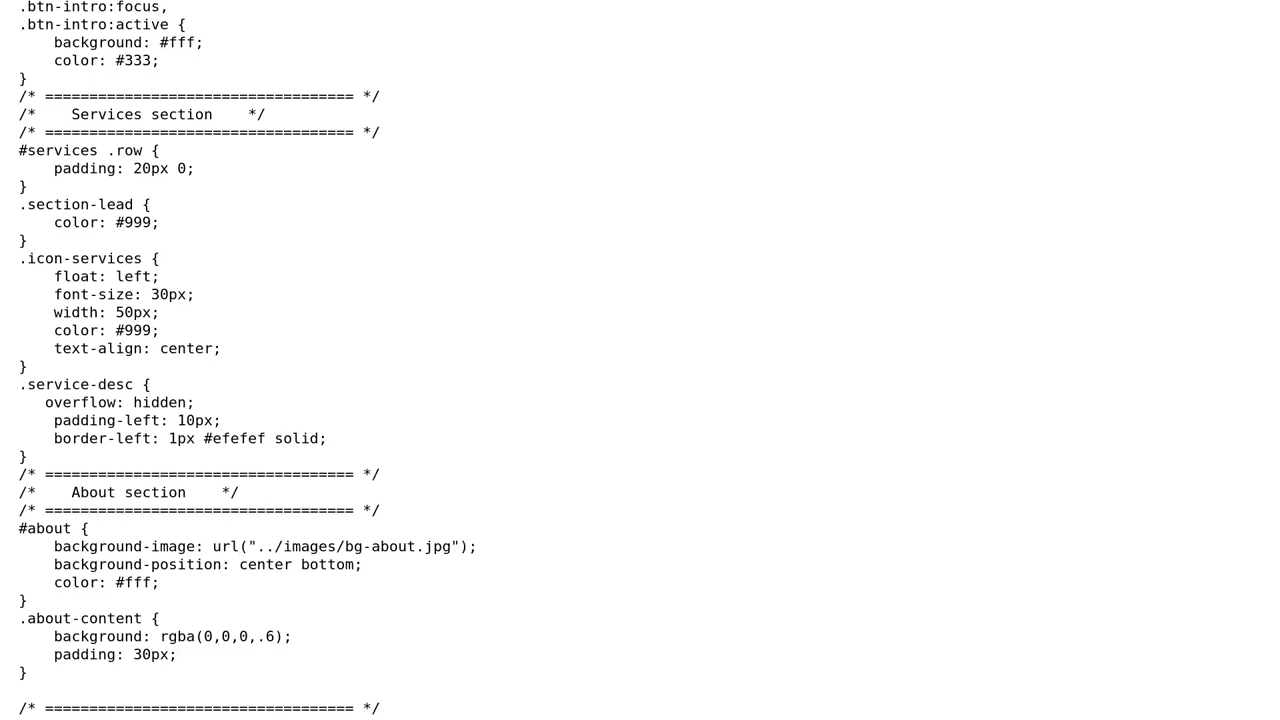 .btn-intro:focus,
.btn-intro:active {
    background: #fff;
    color: #333;
}
/* =================================== */
/*    Services section    */
/* =================================== */
#services .row {
    padding: 20px 0;
}
.section-lead {
    color: #999;
}
.icon-services {
    float: left;
    font-size: 30px;
    width: 50px;
    color: #999;
    text-align: center;
}
.service-desc {
   overflow: hidden;
    padding-left: 10px;
    border-left: 1px #efefef solid;
}
/* =================================== */
/*    About section    */
/* =================================== */
#about {
    background-image: url("../images/bg-about.jpg");
    background-position: center bottom;
    color: #fff;
}
.about-content {
    background: rgba(0,0,0,.6);
    padding: 30px;
}

/* =================================== */